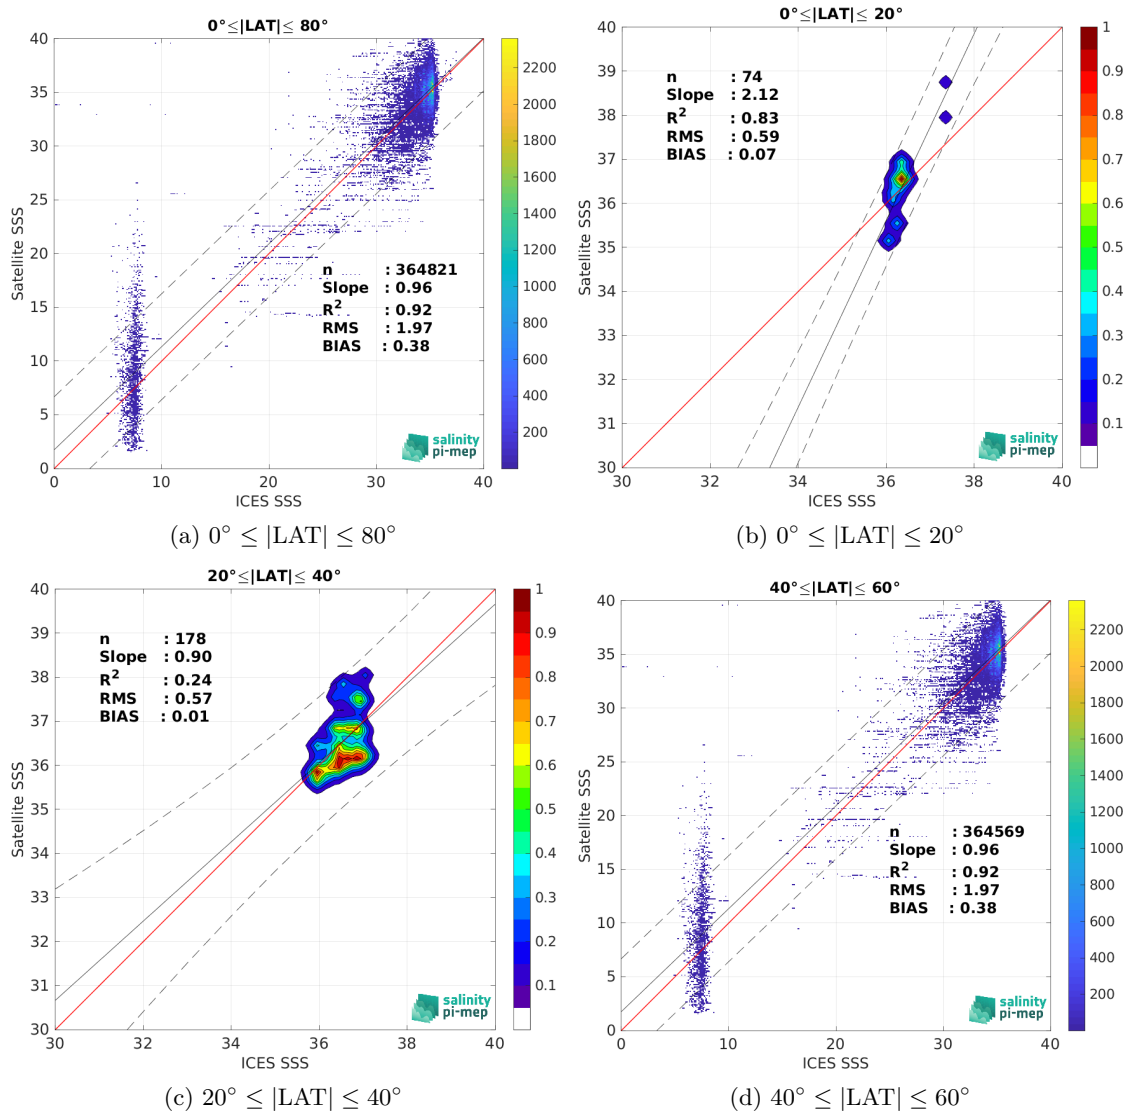 0°≤|LAT|≤ 80°
40
35
30
25
20
15
10
5
0
0
10
20
30
40
Satellite SSS
ICES SSS
n : 364821
Slope : 0.96
R² : 0.92
RMS : 1.97
BIAS : 0.38
salinity
pi-mep
2200
2000
1800
1600
1400
1200
1000
800
600
400
200
(a) 0° ≤ |LAT| ≤ 80°
0°≤|LAT|≤ 20°
40
39
38
37
36
35
34
33
32
31
30
30
32
34
36
38
40
Satellite SSS
ICES SSS
n : 74
Slope : 2.12
R² : 0.83
RMS : 0.59
BIAS : 0.07
salinity
pi-mep
1
0.9
0.8
0.7
0.6
0.5
0.4
0.3
0.2
0.1
(b) 0° ≤ |LAT| ≤ 20°
20°≤|LAT|≤ 40°
40
39
38
37
36
35
34
33
32
31
30
30
32
34
36
38
40
Satellite SSS
ICES SSS
n : 178
Slope : 0.90
R² : 0.24
RMS : 0.57
BIAS : 0.01
salinity
pi-mep
1
0.9
0.8
0.7
0.6
0.5
0.4
0.3
0.2
0.1
(c) 20° ≤ |LAT| ≤ 40°
40°≤|LAT|≤ 60°
40
35
30
25
20
15
10
5
0
0
10
20
30
40
Satellite SSS
ICES SSS
n : 364569
Slope : 0.96
R² : 0.92
RMS : 1.97
BIAS : 0.38
salinity
pi-mep
2200
2000
1800
1600
1400
1200
1000
800
600
400
200
(d) 40° ≤ |LAT| ≤ 60°